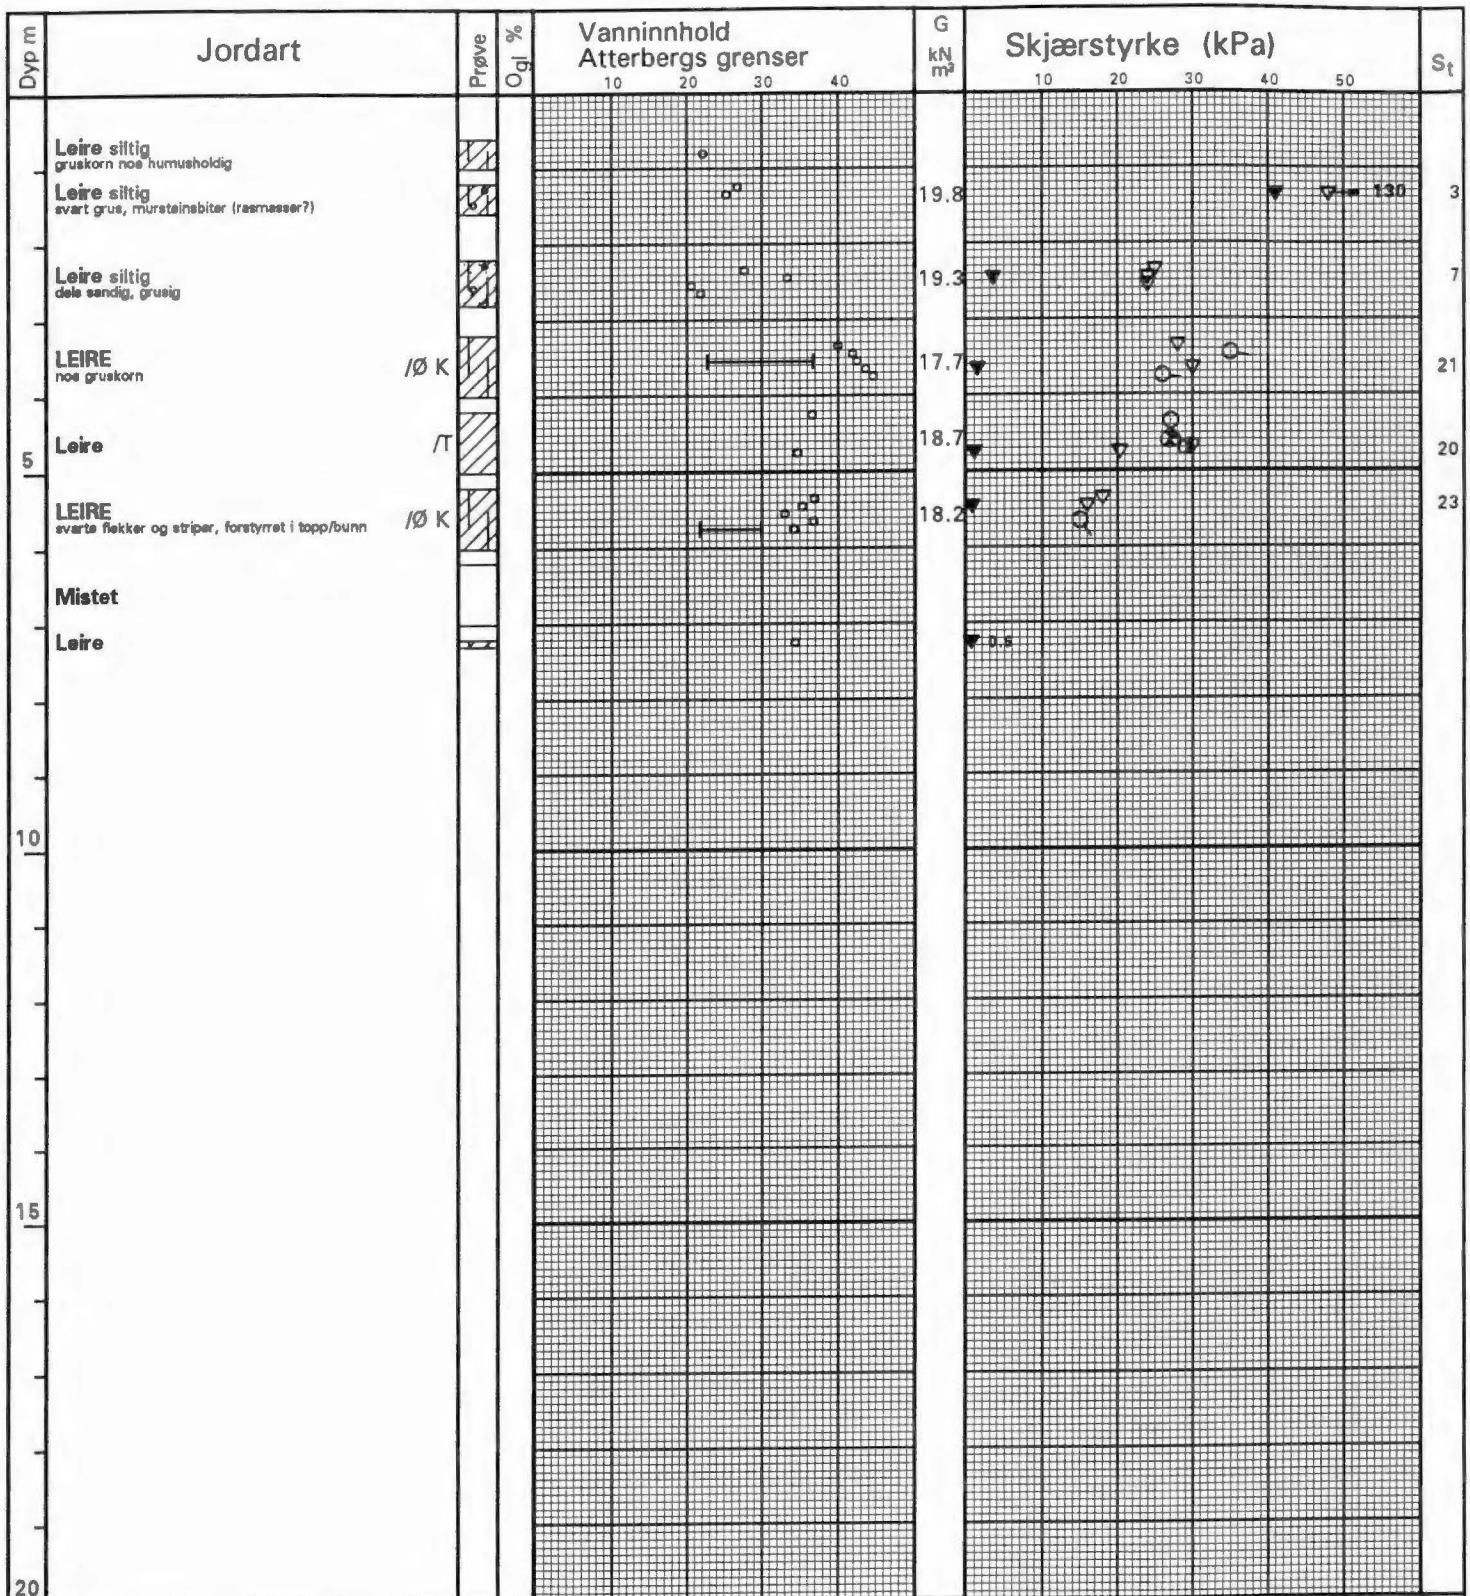 Dyp m
Jordart
Prøve
Ogl %
Vanninnhold
Atterbergs grenser
10 20 30 40
G
kN
m³
Skjærstyrke (kPa)
10 20 30 40 50
St
Leire siltig
gruskorn noe humusholdig
Leire siltig
svart grus, mursteinsbiter (rasmasser?)
19.8
130
3
Leire siltig
dels sandig, grusig
19.3
7
LEIRE /Ø K
noe gruskorn
17.7
21
Leire /T
18.7
20
5
LEIRE /Ø K
svarte flekker og striper, forstyrret i topp/bunn
18.2
23
Mistet
Leire
0.6
10
15
20